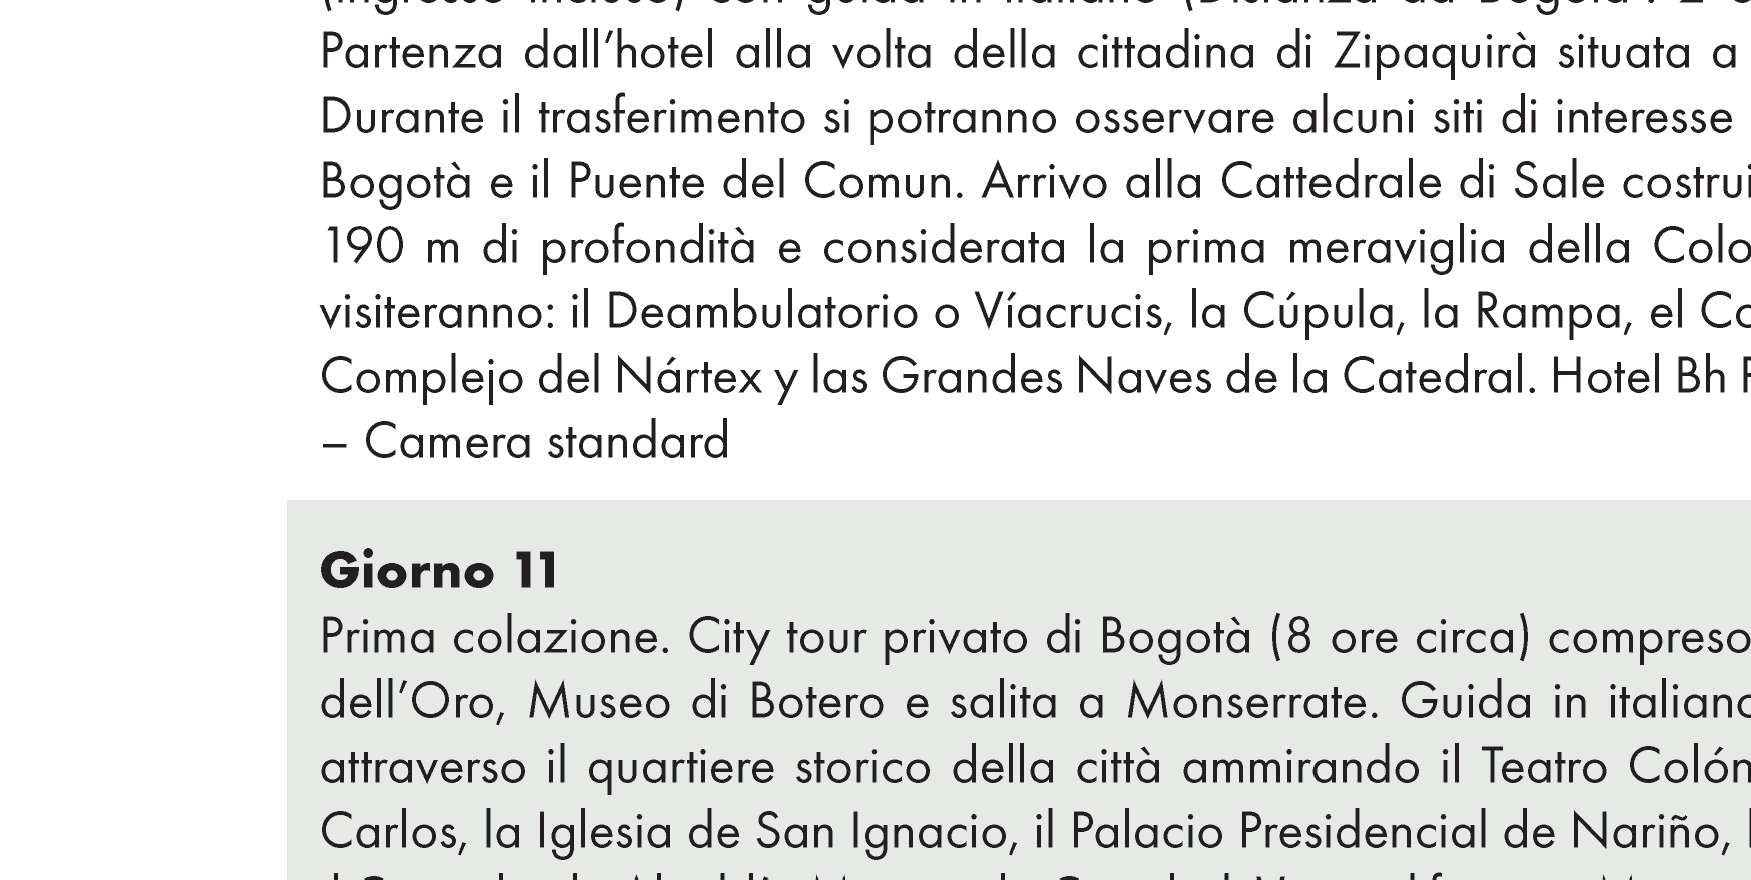 Partenza dall’hotel alla volta della cittadina di Zipaquirà situata a
Durante il trasferimento si potranno osservare alcuni siti di interesse
Bogotà e il Puente del Comun. Arrivo alla Cattedrale di Sale costrui
190 m di profondità e considerata la prima meraviglia della Colo
visiteranno: il Deambulatorio o Víacrucis, la Cúpula, la Rampa, el
Complejo del Nártex y las Grandes Naves de la Catedral. Hotel Bh
– Camera standard
Giorno 11
Prima colazione. City tour privato di Bogotà (8 ore circa) compreso
dell’Oro, Museo di Botero e salita a Monserrate. Guida in italiano
attraverso il quartiere storico della città ammirando il Teatro Colón
Carlos, la Iglesia de San Ignacio, il Palacio Presidencial de Nariño,